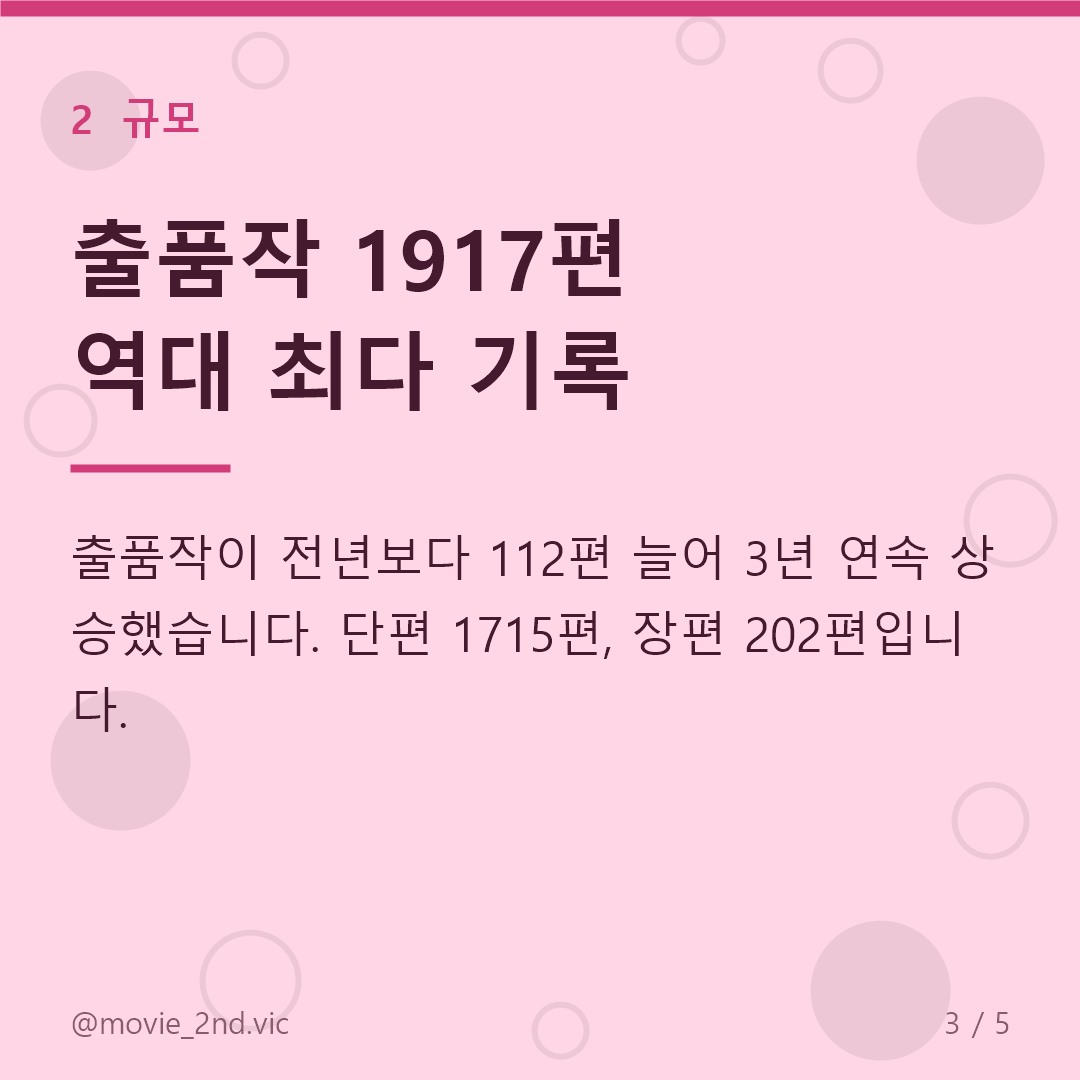 2 규모
출품작 1917편
역대 최다 기록
출품작이 전년보다 112편 늘어 3년 연속 상
승했습니다. 단편 1715편, 장편 202편입니
다.
@movie_2nd.vic
3 / 5